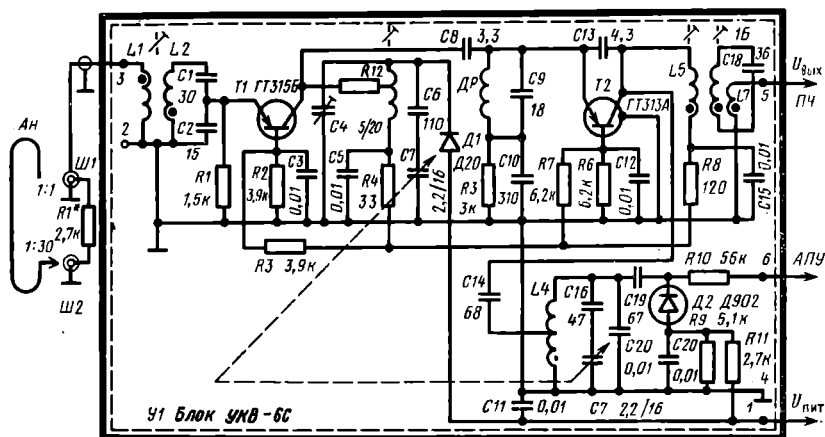 L1
L2
3
2
C1
30
C2
15
Ан
Ш1
1:1
R1*
2,7к
1:30
Ш2
T1 ГТ315Б
R1
1,5к
R2
3,9к
C3
0,01
R3 3,9к
R12
C4
5/20
C5
0,01
R4
33
C6
110
C7
Д1
Д20
2,2/16
C8 3,3
ДР
C9
18
R3
3к
C10
310
C13 4,3
T2
ГТ313А
R7
6,2к
R6
6,2к
C12
0,01
L5
1Б
C18 36
L7
R8
120
C15 0,01
5
Uвых
ПЧ
C14
68
L4
C16
47
C19
67
C20
0,01
C7 2,2/16
Д2 Д902
R10 56к
6
АПУ
R9
5,1к
C20
0,01
R11
2,7к
4
1
C11 0,01
Uпит
У1 Блок УКВ-6С